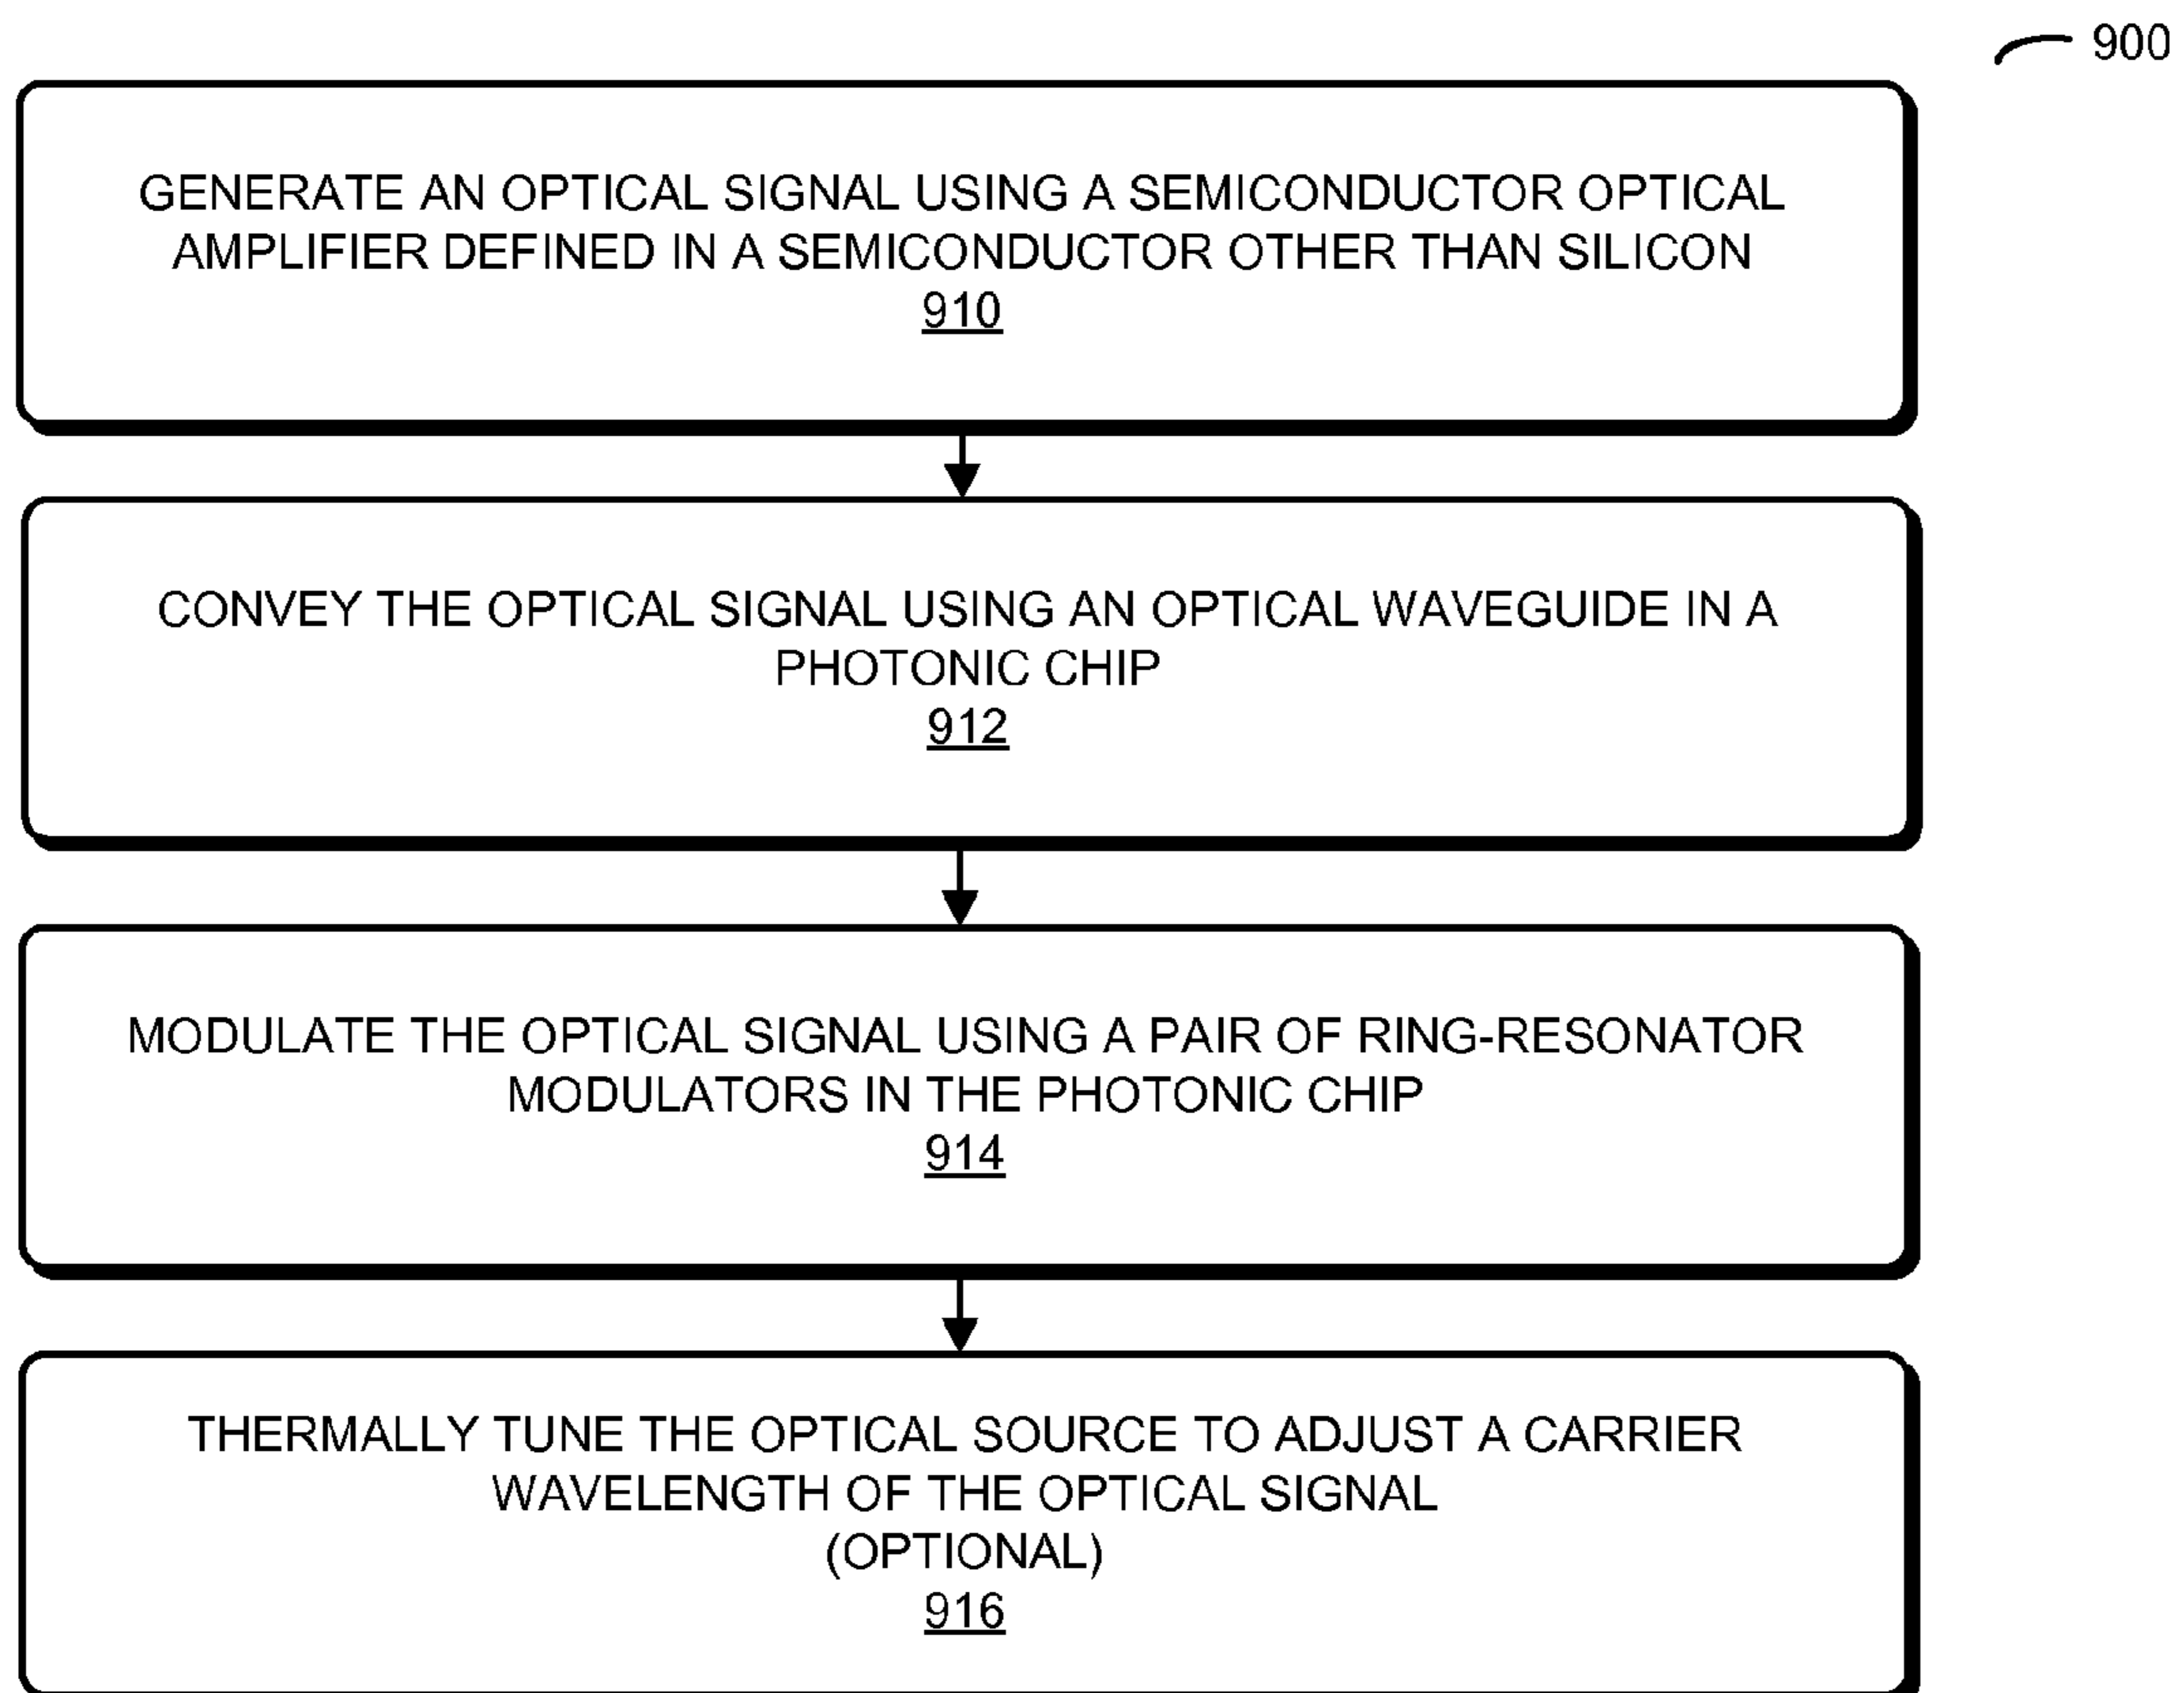 900
GENERATE AN OPTICAL SIGNAL USING A SEMICONDUCTOR OPTICAL
AMPLIFIER DEFINED IN A SEMICONDUCTOR OTHER THAN SILICON
910
CONVEY THE OPTICAL SIGNAL USING AN OPTICAL WAVEGUIDE IN A
PHOTONIC CHIP
912
MODULATE THE OPTICAL SIGNAL USING A PAIR OF RING-RESONATOR
MODULATORS IN THE PHOTONIC CHIP
914
THERMALLY TUNE THE OPTICAL SOURCE TO ADJUST A CARRIER
WAVELENGTH OF THE OPTICAL SIGNAL
(OPTIONAL)
916